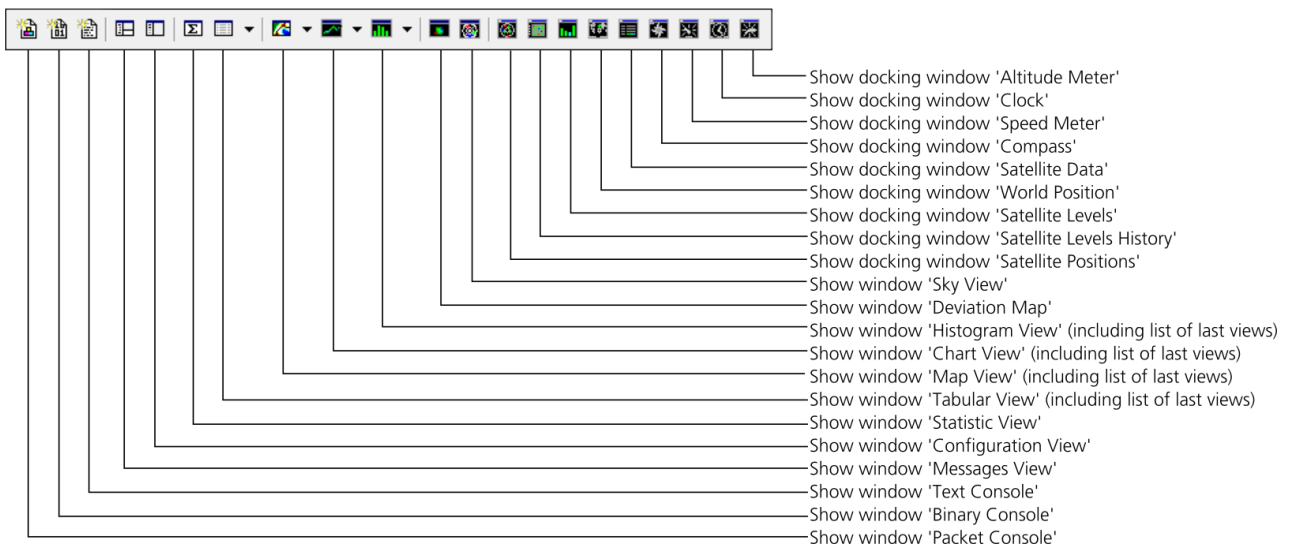 Show docking window 'Altitude Meter'
Show docking window 'Clock'
Show docking window 'Speed Meter'
Show docking window 'Compass'
Show docking window 'Satellite Data'
Show docking window 'World Position'
Show docking window 'Satellite Levels'
Show docking window 'Satellite Levels History'
Show docking window 'Satellite Positions'
Show window 'Sky View'
Show window 'Deviation Map'
Show window 'Histogram View' (including list of last views)
Show window 'Chart View' (including list of last views)
Show window 'Map View' (including list of last views)
Show window 'Tabular View' (including list of last views)
Show window 'Statistic View'
Show window 'Configuration View'
Show window 'Messages View'
Show window 'Text Console'
Show window 'Binary Console'
Show window 'Packet Console'